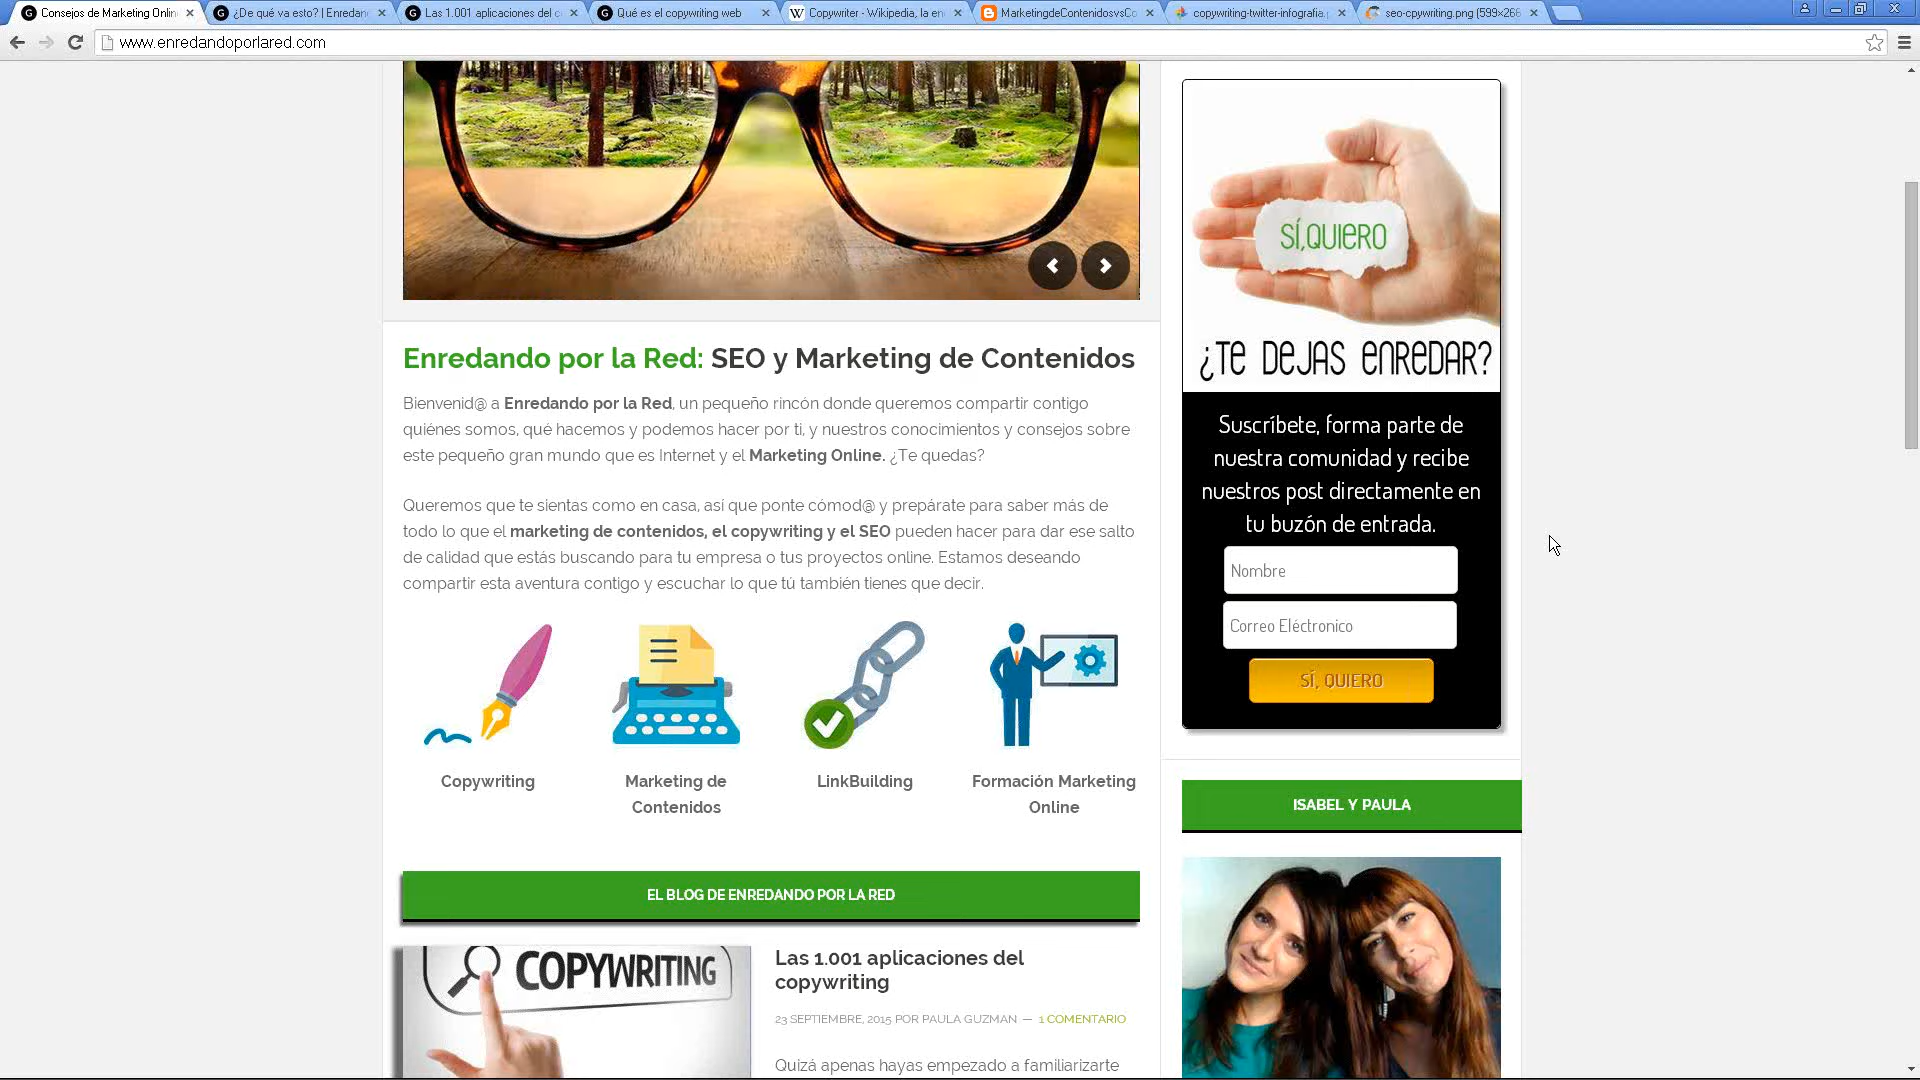 Consejos de Marketing Onlin
¿De qué va esto? | Enredan
Las 1.001 aplicaciones del c
Qué es el copywriting web
Copywriter - Wikipedia, la en
MarketingdeContenidosvsCo
copywriting-twitter-infografia.
seo-cpywriting.png (599×266
www.enredandoporlared.com
SÍ,QUIERO
¿TE DEJAS ENREDAR?
Suscríbete, forma parte de
nuestra comunidad y recibe
nuestros post directamente en
tu buzón de entrada.
Nombre
Correo Eléctronico
SÍ, QUIERO
ISABEL Y PAULA
Enredando por la Red: SEO y Marketing de Contenidos
Bienvenid@ a Enredando por la Red, un pequeño rincón donde queremos compartir contigo
quiénes somos, qué hacemos y podemos hacer por ti, y nuestros conocimientos y consejos sobre
este pequeño gran mundo que es Internet y el Marketing Online. ¿Te quedas?
Queremos que te sientas como en casa, así que ponte cómod@ y prepárate para saber más de
todo lo que el marketing de contenidos, el copywriting y el SEO pueden hacer para dar ese salto
de calidad que estás buscando para tu empresa o tus proyectos online. Estamos deseando
compartir esta aventura contigo y escuchar lo que tú también tienes que decir.
Copywriting
Marketing de
Contenidos
LinkBuilding
Formación Marketing
Online
EL BLOG DE ENREDANDO POR LA RED
COPYWRITING
Las 1.001 aplicaciones del
copywriting
23 SEPTIEMBRE, 2015 POR PAULA GUZMAN — 1 COMENTARIO
Quizá apenas hayas empezado a familiarizarte